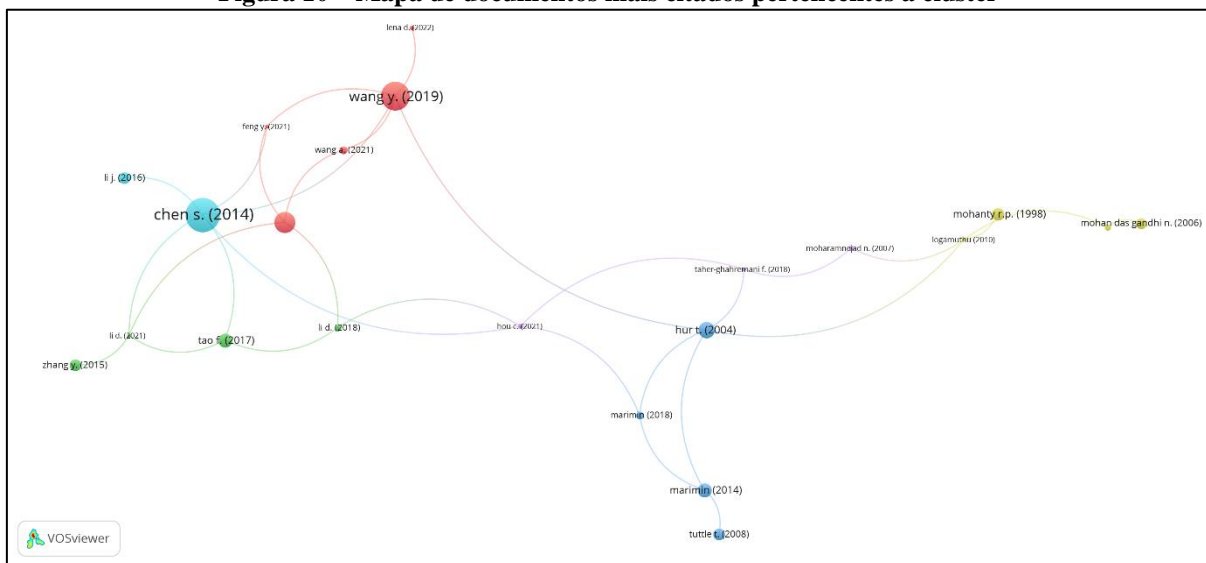 Figura 10 – Mapa de documentos mais citados pertencentes a cluster
lena d. (2022)
wang y. (2019)
feng y. (2021)
wang a. (2021)
li j. (2016)
chen s. (2014)
mohanty r.p. (1998)
mohan das gandhi n. (2006)
logamuthu (2010)
moharamnejad n. (2007)
taher-ghahremani f. (2018)
li d. (2021)
tao f. (2017)
li d. (2018)
hou c. (2021)
hur t. (2004)
zhang y. (2015)
marimin (2018)
marimin (2014)
tuttle t. (2008)
VOSviewer